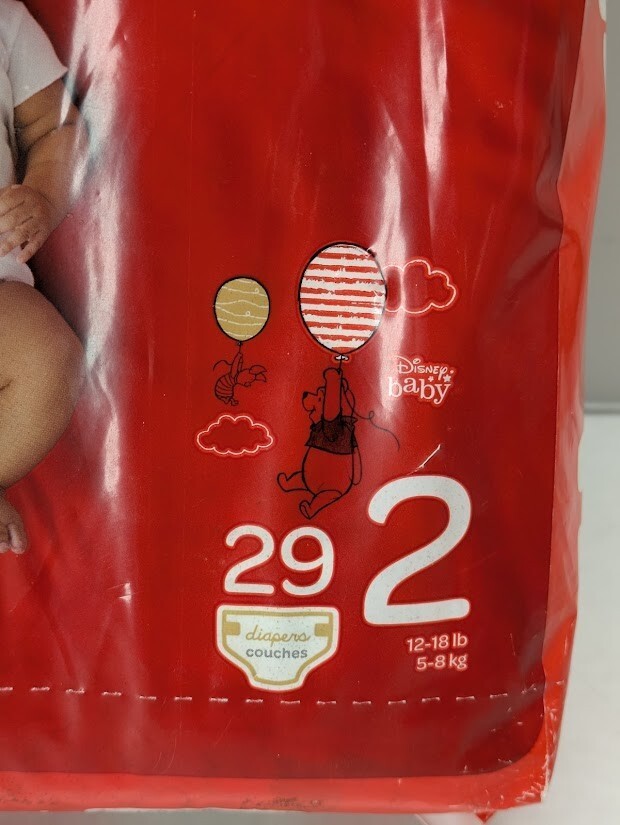 Disney
baby
29
2
diapers
couches
12-18 lb
5-8 kg